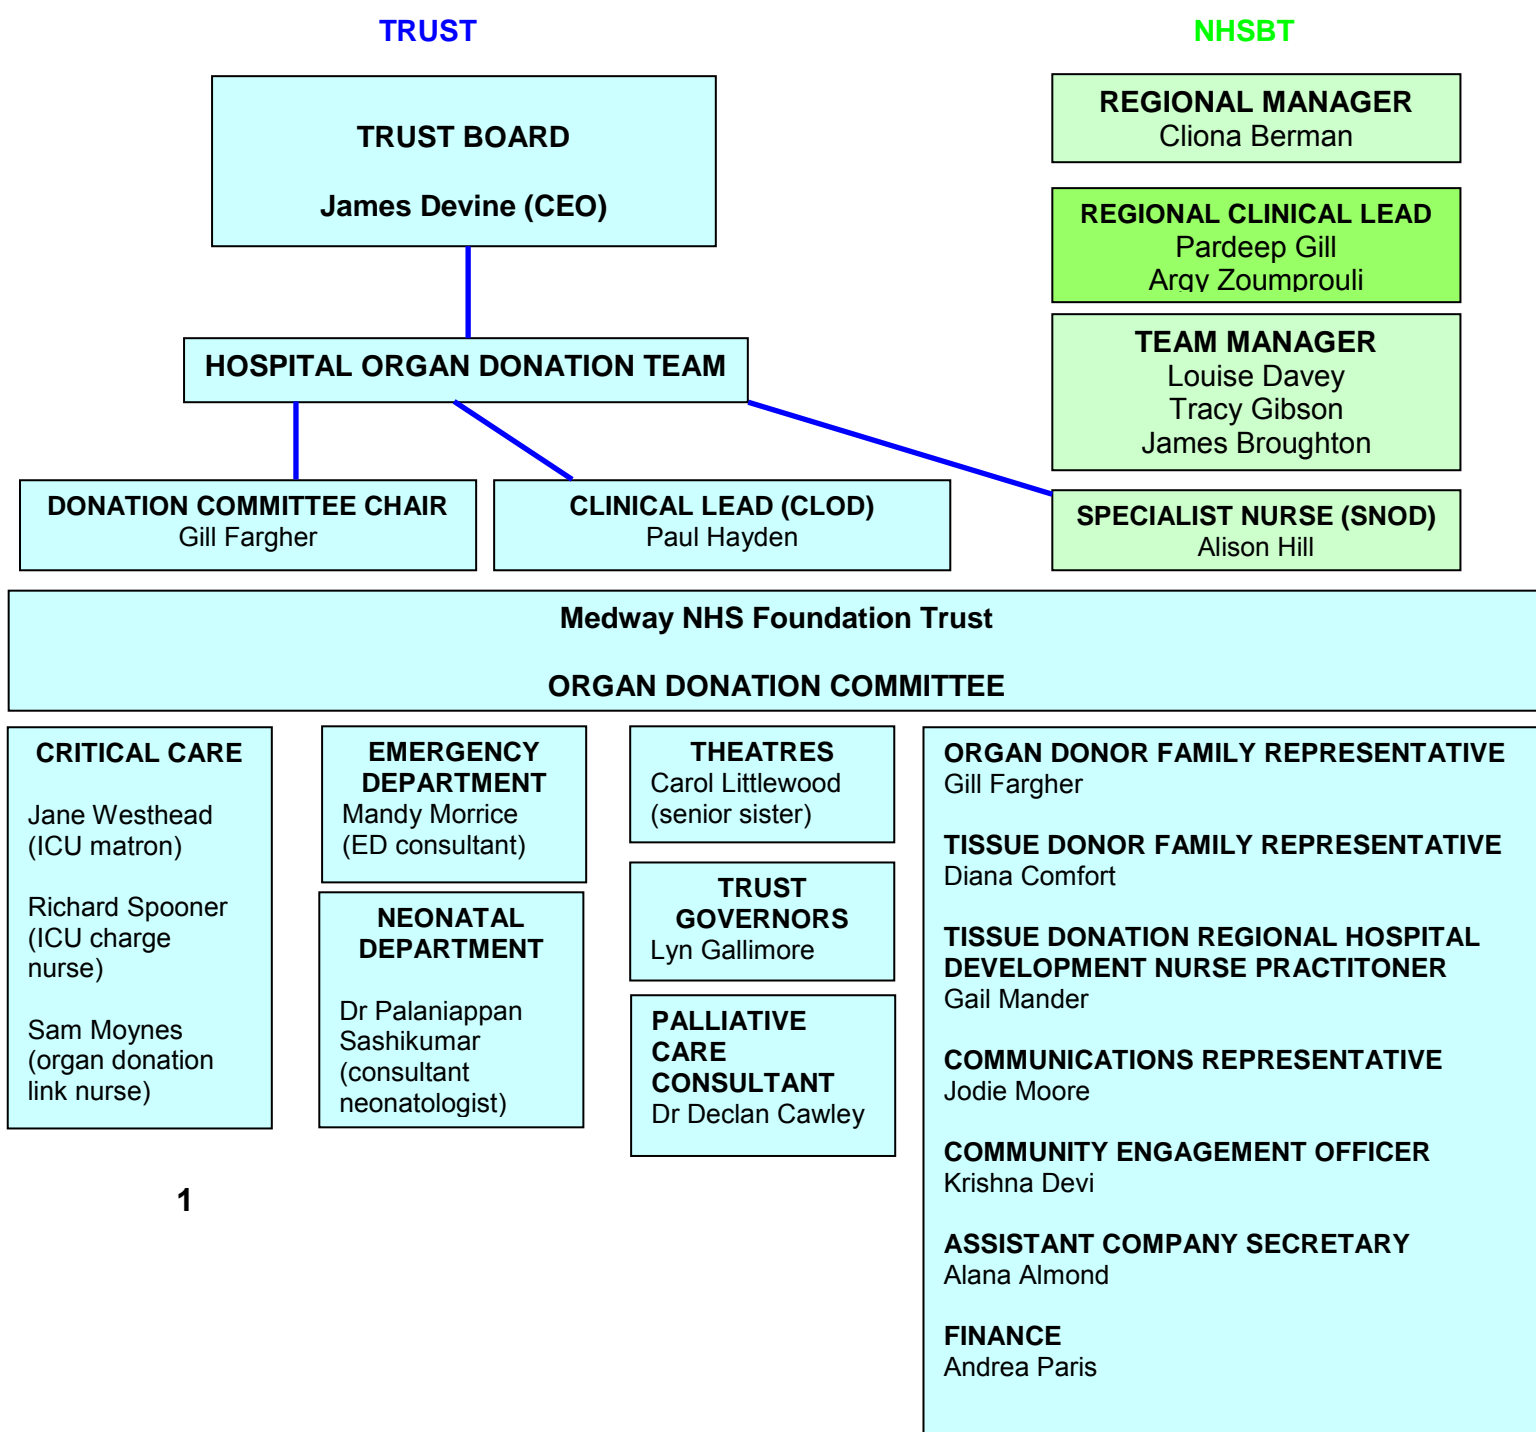 TRUST
NHSBT
TRUST BOARD
James Devine (CEO)
REGIONAL MANAGER
Cliona Berman
REGIONAL CLINICAL LEAD
Pardeep Gill
Argy Zoumprouli
HOSPITAL ORGAN DONATION TEAM
TEAM MANAGER
Louise Davey
Tracy Gibson
James Broughton
DONATION COMMITTEE CHAIR
Gill Fargher
CLINICAL LEAD (CLOD)
Paul Hayden
SPECIALIST NURSE (SNOD)
Alison Hill
Medway NHS Foundation Trust
ORGAN DONATION COMMITTEE
CRITICAL CARE
Jane Westhead
(ICU matron)
Richard Spooner
(ICU charge
nurse)
Sam Moynes
(organ donation
link nurse)
EMERGENCY
DEPARTMENT
Mandy Morrice
(ED consultant)
NEONATAL
DEPARTMENT
Dr Palaniappan
Sashikumar
(consultant
neonatologist)
THEATRES
Carol Littlewood
(senior sister)
TRUST
GOVERNORS
Lyn Gallimore
PALLIATIVE
CARE
CONSULTANT
Dr Declan Cawley
ORGAN DONOR FAMILY REPRESENTATIVE
Gill Fargher
TISSUE DONOR FAMILY REPRESENTATIVE
Diana Comfort
TISSUE DONATION REGIONAL HOSPITAL
DEVELOPMENT NURSE PRACTITONER
Gail Mander
COMMUNICATIONS REPRESENTATIVE
Jodie Moore
COMMUNITY ENGAGEMENT OFFICER
Krishna Devi
ASSISTANT COMPANY SECRETARY
Alana Almond
FINANCE
Andrea Paris
1